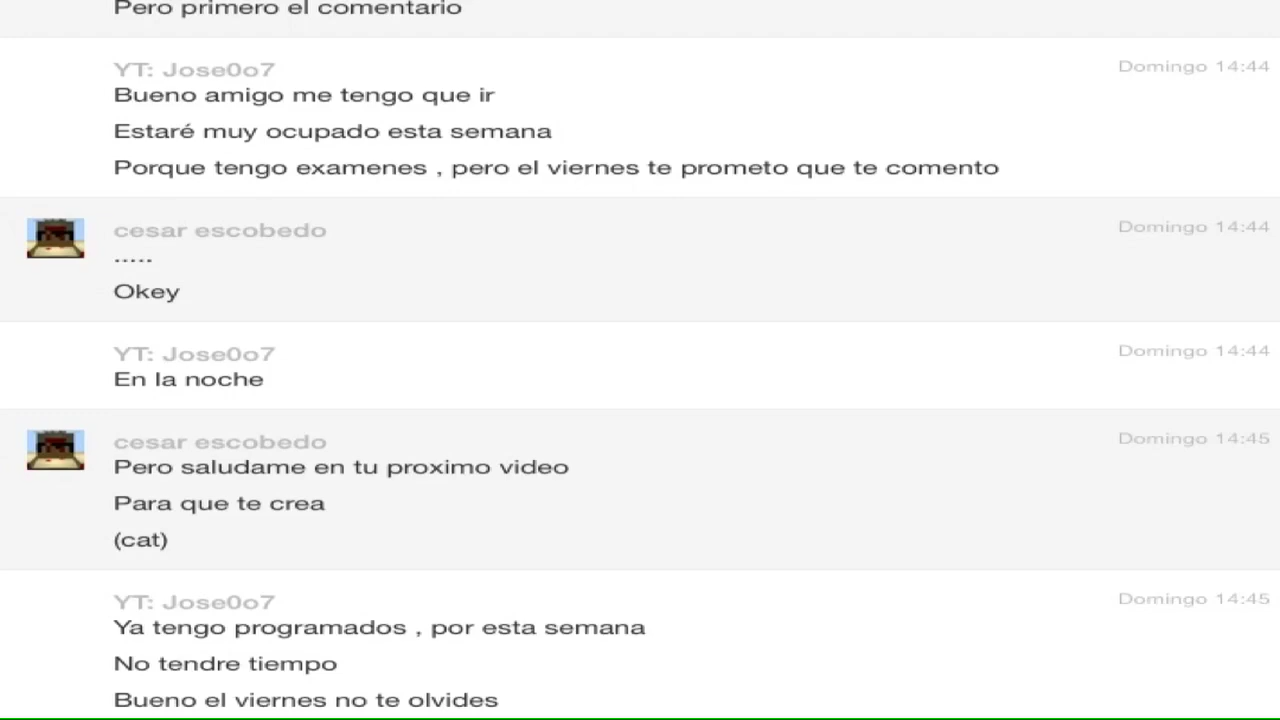 Pero primero el comentario
YT: Jose0o7
Domingo 14:44
Bueno amigo me tengo que ir
Estaré muy ocupado esta semana
Porque tengo examenes , pero el viernes te prometo que te comento
cesar escobedo
Domingo 14:44
.....
Okey
YT: Jose0o7
Domingo 14:44
En la noche
cesar escobedo
Domingo 14:45
Pero saludame en tu proximo video
Para que te crea
(cat)
YT: Jose0o7
Domingo 14:45
Ya tengo programados , por esta semana
No tendre tiempo
Bueno el viernes no te olvides